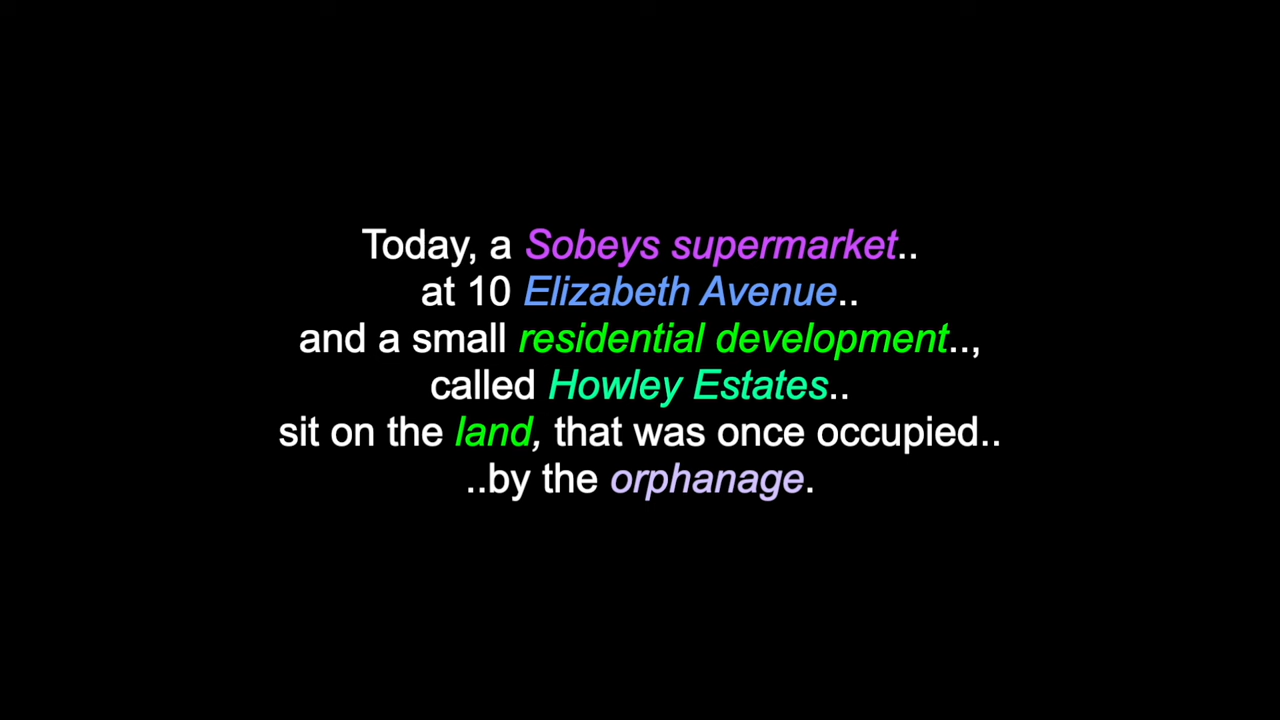 Today, a Sobeys supermarket..
at 10 Elizabeth Avenue..
and a small residential development..,
called Howley Estates..
sit on the land, that was once occupied..
..by the orphanage.